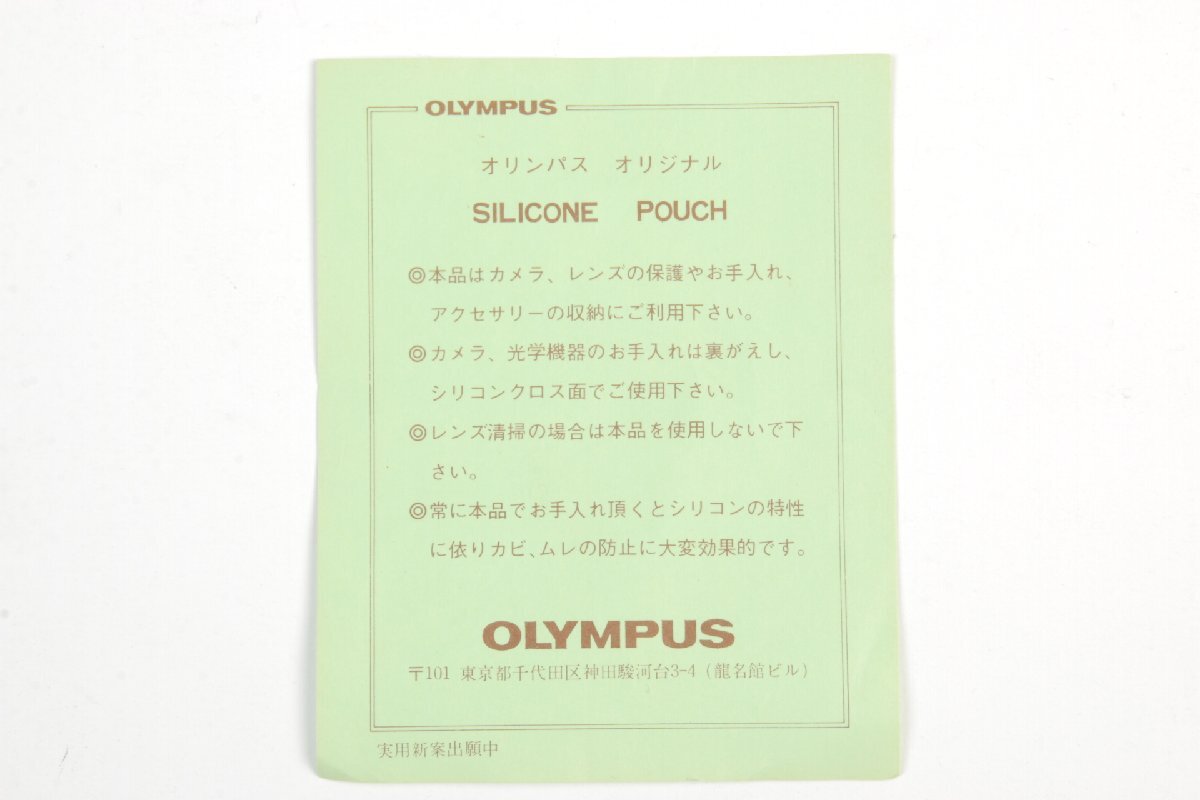 OLYMPUS
オリンパス オリジナル
SILICONE POUCH
◎本品はカメラ、レンズの保護やお手入れ、
アクセサリーの収納にご利用下さい。
◎カメラ、光学機器のお手入れは裏がえし、
シリコンクロス面でご使用下さい。
◎レンズ清掃の場合は本品を使用しないで下
さい。
◎常に本品でお手入れ頂くとシリコンの特性
に依りカビ、ムレの防止に大変効果的です。
OLYMPUS
〒101 東京都千代田区神田駿河台3-4 (龍名館ビル)
実用新案出願中